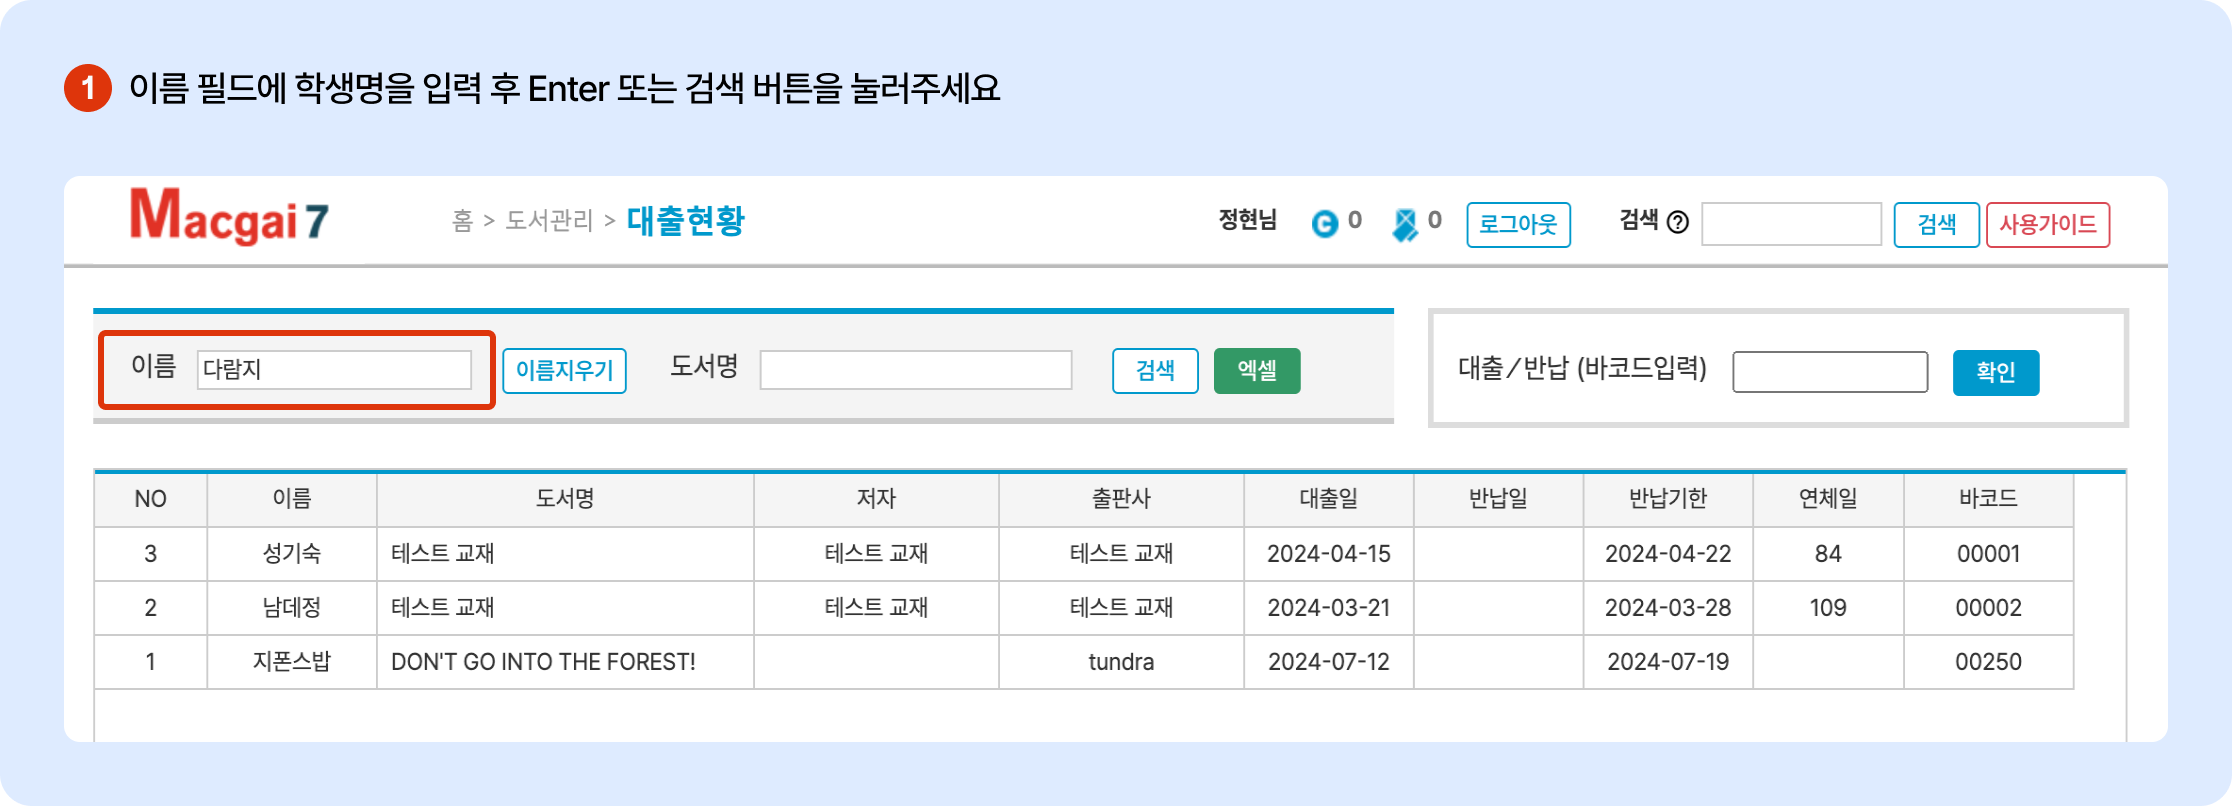 1 이름 필드에 학생명을 입력 후 Enter 또는 검색 버튼을 눌러주세요
Macgai 7 홈 > 도서관리 > 대출현황 정현님 C 0 0 로그아웃 검색 ? 검색 사용가이드
이름 다람지 이름지우기 도서명 검색 엑셀 대출/반납 (바코드입력) 확인
NO 이름 도서명 저자 출판사 대출일 반납일 반납기한 연체일 바코드
3 성기숙 테스트 교재 테스트 교재 테스트 교재 2024-04-15 2024-04-22 84 00001
2 남데정 테스트 교재 테스트 교재 테스트 교재 2024-03-21 2024-03-28 109 00002
1 지폰스밥 DON'T GO INTO THE FOREST! tundra 2024-07-12 2024-07-19 00250